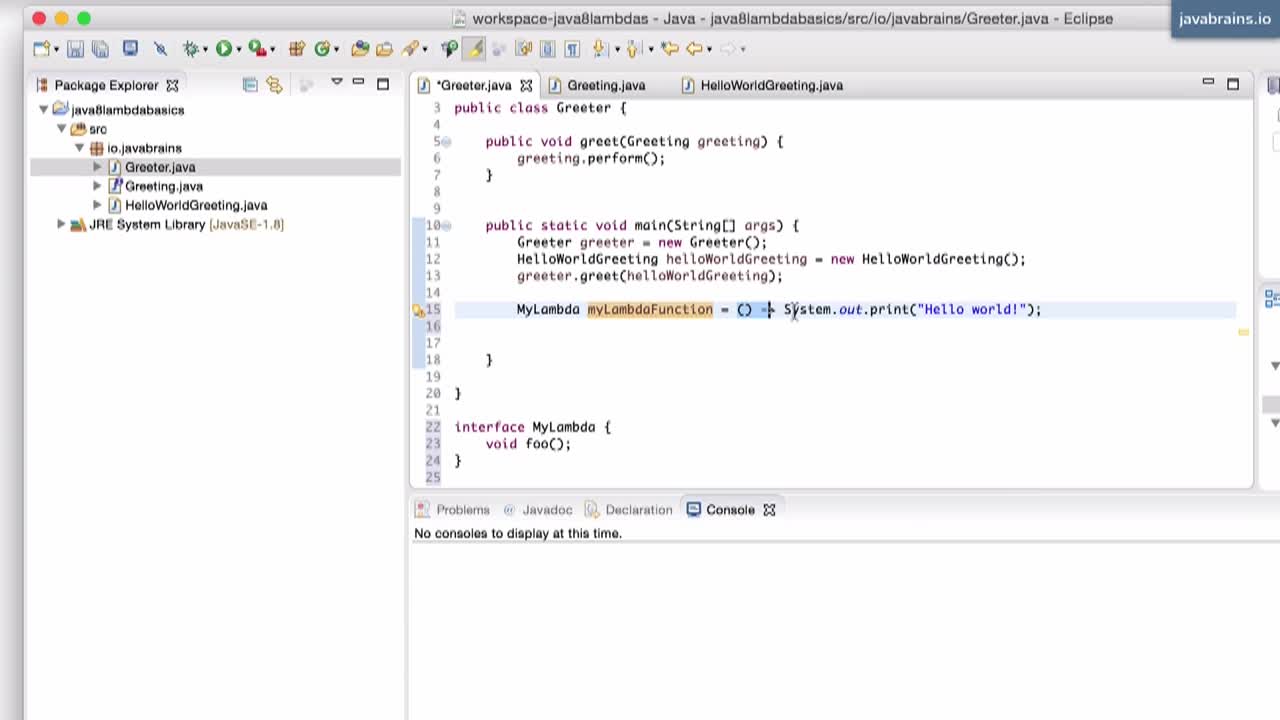 workspace-java8lambdas - Java - java8lambdabasics/src/io/javabrains/Greeter.java - Eclipse
javabrains.io
Package Explorer
*Greeter.java
Greeting.java
HelloWorldGreeting.java
java8lambdabasics
src
io.javabrains
Greeter.java
Greeting.java
HelloWorldGreeting.java
JRE System Library [JavaSE-1.8]
3 public class Greeter {
4
5 public void greet(Greeting greeting) {
6 greeting.perform();
7 }
8
9
10 public static void main(String[] args) {
11 Greeter greeter = new Greeter();
12 HelloWorldGreeting helloWorldGreeting = new HelloWorldGreeting();
13 greeter.greet(helloWorldGreeting);
14
15 MyLambda myLambdaFunction = () -> System.out.print("Hello world!");
16
17
18 }
19
20 }
21
22 interface MyLambda {
23 void foo();
24 }
25
Problems
Javadoc
Declaration
Console
No consoles to display at this time.